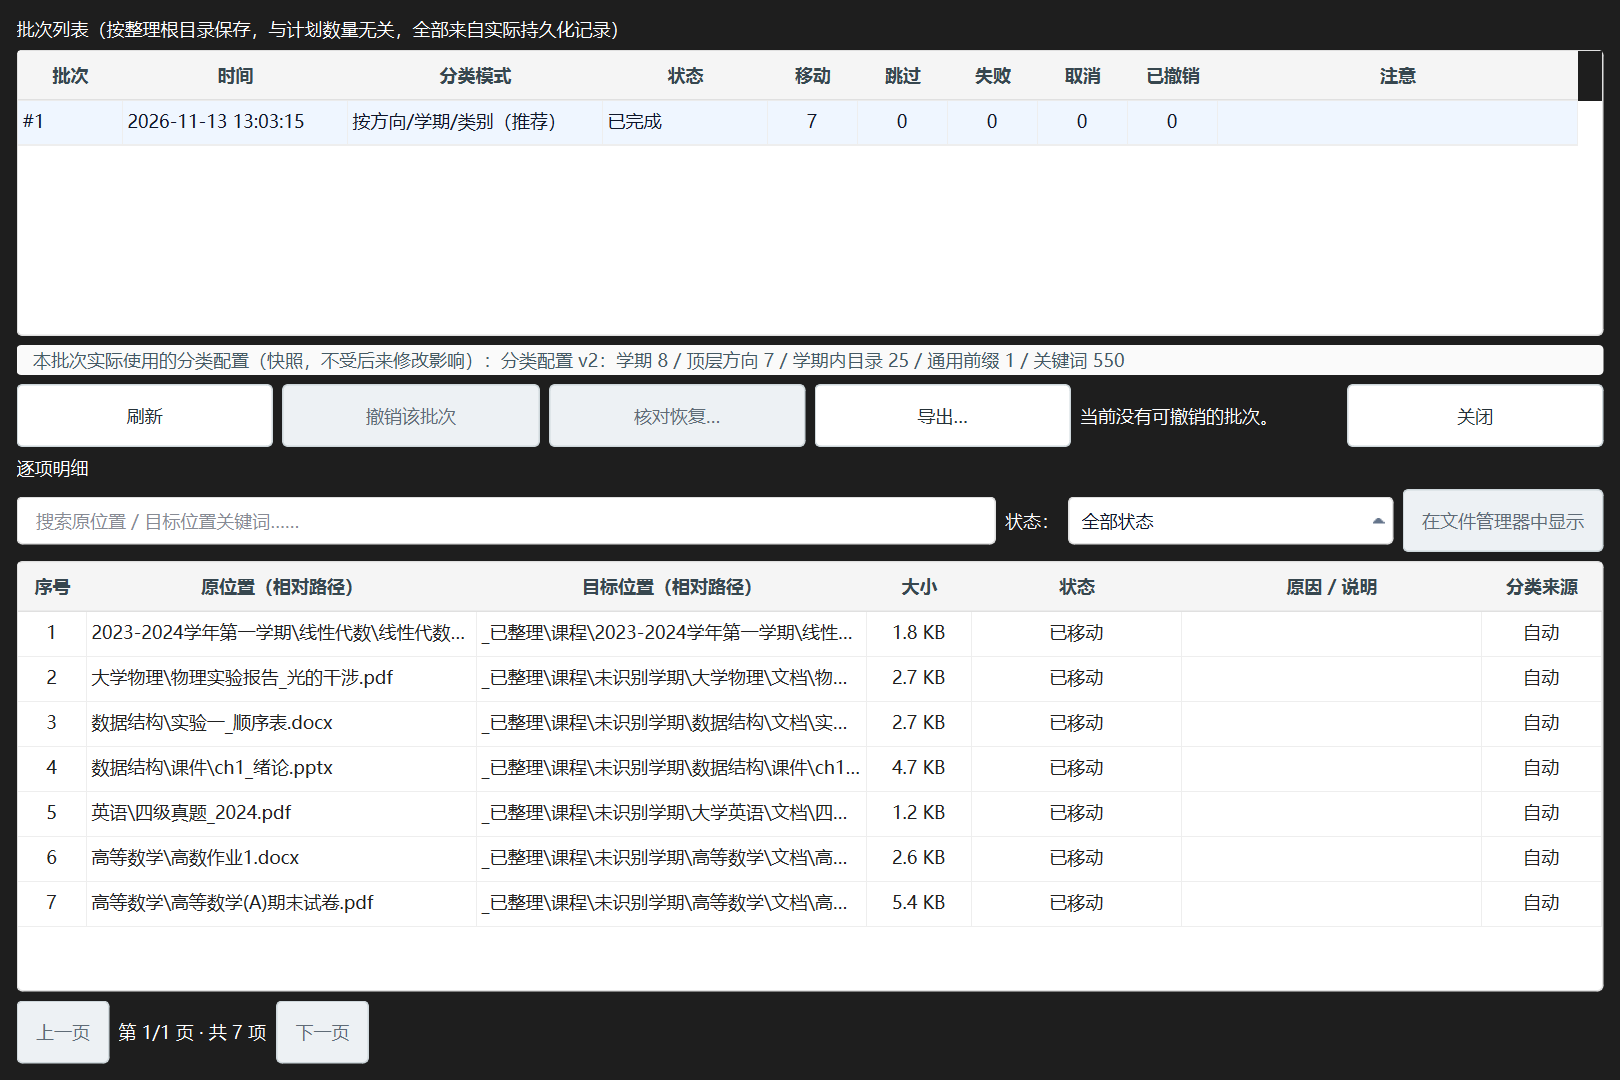 批次列表（按整理根目录保存，与计划数量无关，全部来自实际持久化记录）
批次 时间 分类模式 状态 移动 跳过 失败 取消 已撤销 注意
#1 2026-11-13 13:03:15 按方向/学期/类别（推荐） 已完成 7 0 0 0 0
本批次实际使用的分类配置（快照，不受后来修改影响）：分类配置 v2：学期 8 / 顶层方向 7 / 学期内目录 25 / 通用前缀 1 / 关键词 550
刷新 撤销该批次 核对恢复... 导出... 当前没有可撤销的批次。 关闭
逐项明细
搜索原位置 / 目标位置关键词…… 状态： 全部状态 在文件管理器中显示
序号 原位置（相对路径） 目标位置（相对路径） 大小 状态 原因 / 说明 分类来源
1 2023-2024学年第一学期\线性代数\线性代数... _已整理\课程\2023-2024学年第一学期\线性... 1.8 KB 已移动 自动
2 大学物理\物理实验报告_光的干涉.pdf _已整理\课程\未识别学期\大学物理\文档\物... 2.7 KB 已移动 自动
3 数据结构\实验一_顺序表.docx _已整理\课程\未识别学期\数据结构\文档\实... 2.7 KB 已移动 自动
4 数据结构\课件\ch1_绪论.pptx _已整理\课程\未识别学期\数据结构\课件\ch1... 4.7 KB 已移动 自动
5 英语\四级真题_2024.pdf _已整理\课程\未识别学期\大学英语\文档\四... 1.2 KB 已移动 自动
6 高等数学\高数作业1.docx _已整理\课程\未识别学期\高等数学\文档\高... 2.6 KB 已移动 自动
7 高等数学\高等数学(A)期末试卷.pdf _已整理\课程\未识别学期\高等数学\文档\高... 5.4 KB 已移动 自动
上一页 第 1/1 页 · 共 7 项 下一页